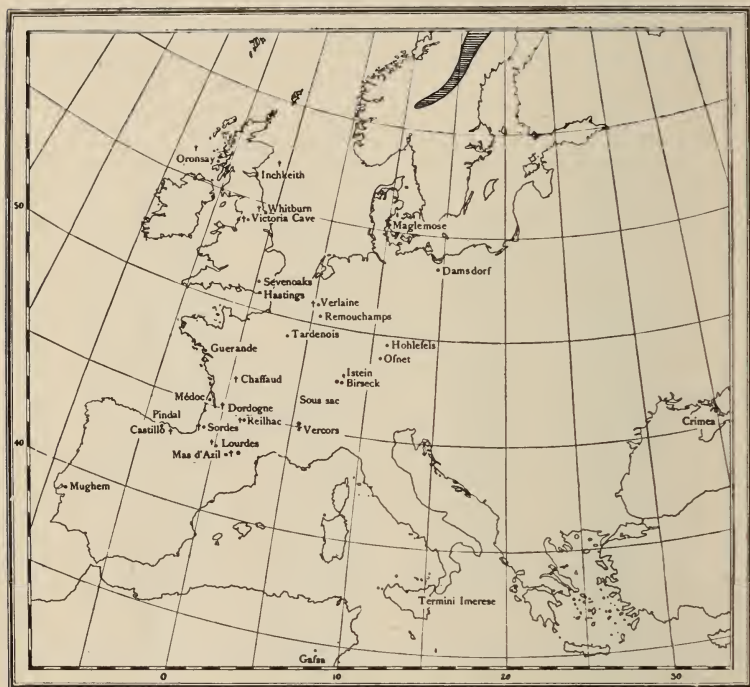 Oronsay
Inchkeith
50
Whitburn
Victoria Cave
Maglemose
Damsdorf
Sevenoaks
Hastings
Verlaine
Remouchamps
Tardenois
Hohlefels
Guerande
Ofnet
Istein
Chaffaud
Birseck
Médoc
Sous sac
Dordogne
Pindal
Reilhac
Crimea
Castillo
Sordes
Vercors
40
Lourdes
Mas d'Azil
Mughem
Termini Imerese
Gafsa
0
10
20
30